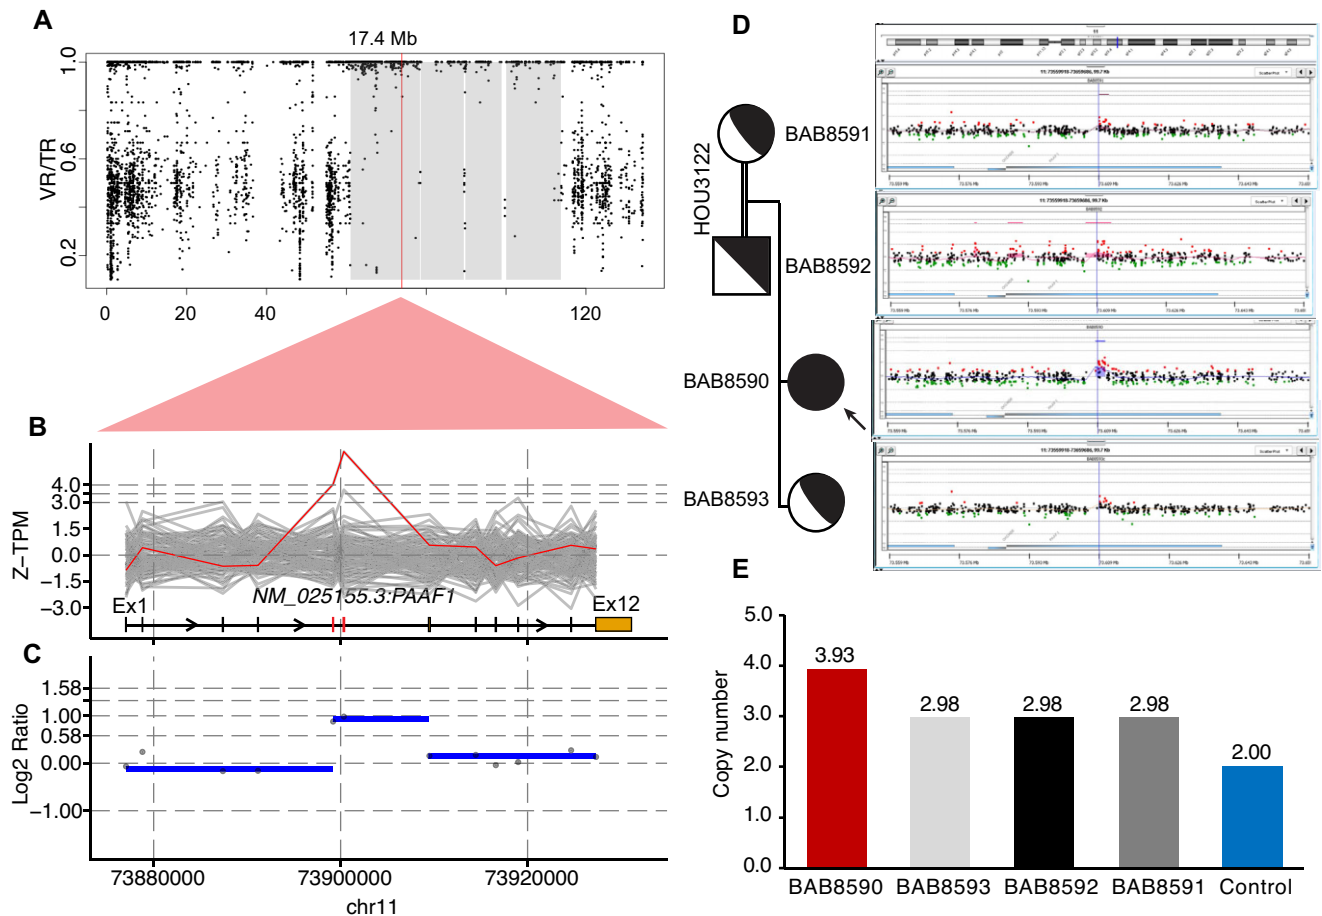 A
17.4 Mb
VR/TR
1.0
0.6
0.2
0
20
40
120
B
Z−TPM
4.0
3.0
1.5
0.0
−1.5
−3.0
NM_025155.3:PAAF1
Ex1
Ex12
C
Log2 Ratio
1.58
1.00
0.58
0.00
−1.00
73880000
73900000
73920000
chr11
D
HOU3122
BAB8591
BAB8592
BAB8590
BAB8593
E
Copy number
5.0
4.0
3.0
2.0
1.0
0.0
3.93
2.98
2.98
2.98
2.00
BAB8590
BAB8593
BAB8592
BAB8591
Control